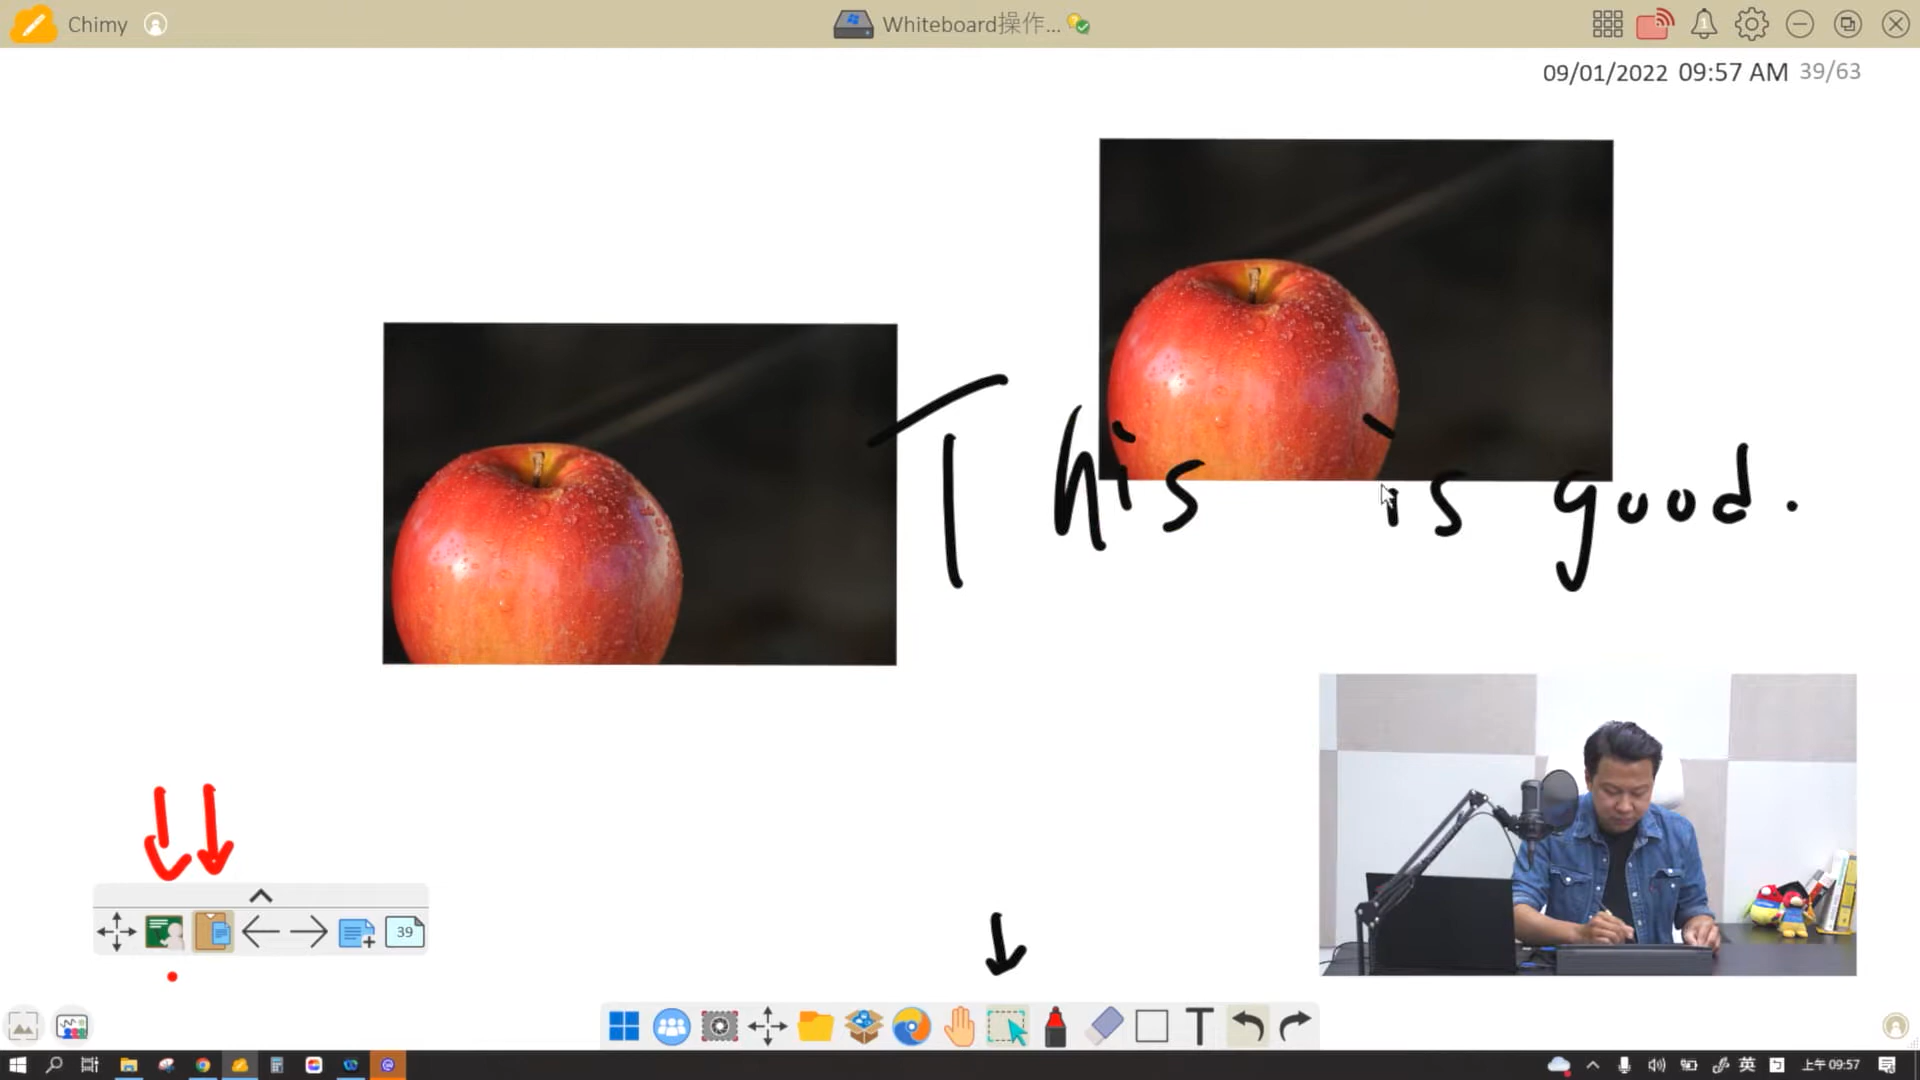 Chimy
Whiteboard操作...
09/01/2022 09:57 AM 39/63
This is good.
39
英
上午 09:57